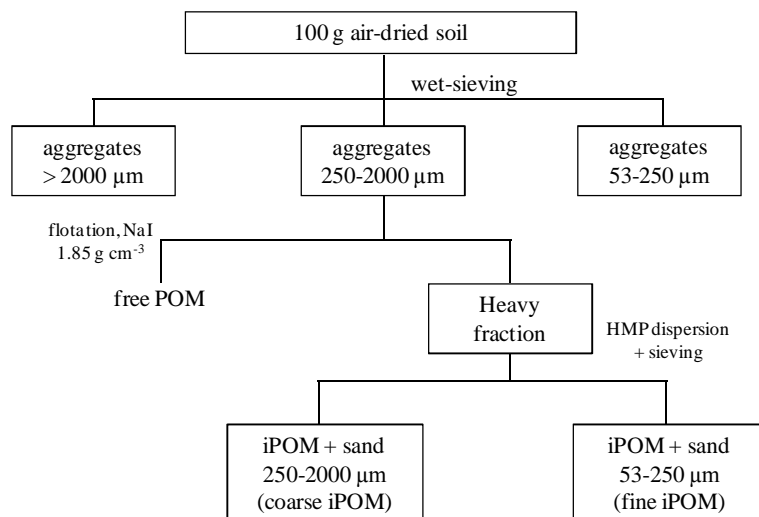 100 g air-dried soil
wet-sieving
aggregates
> 2000 µm
aggregates
250-2000 µm
aggregates
53-250 µm
flotation, NaI
1.85 g cm⁻³
free POM
Heavy
fraction
HMP dispersion
+ sieving
iPOM + sand
250-2000 µm
(coarse iPOM)
iPOM + sand
53-250 µm
(fine iPOM)